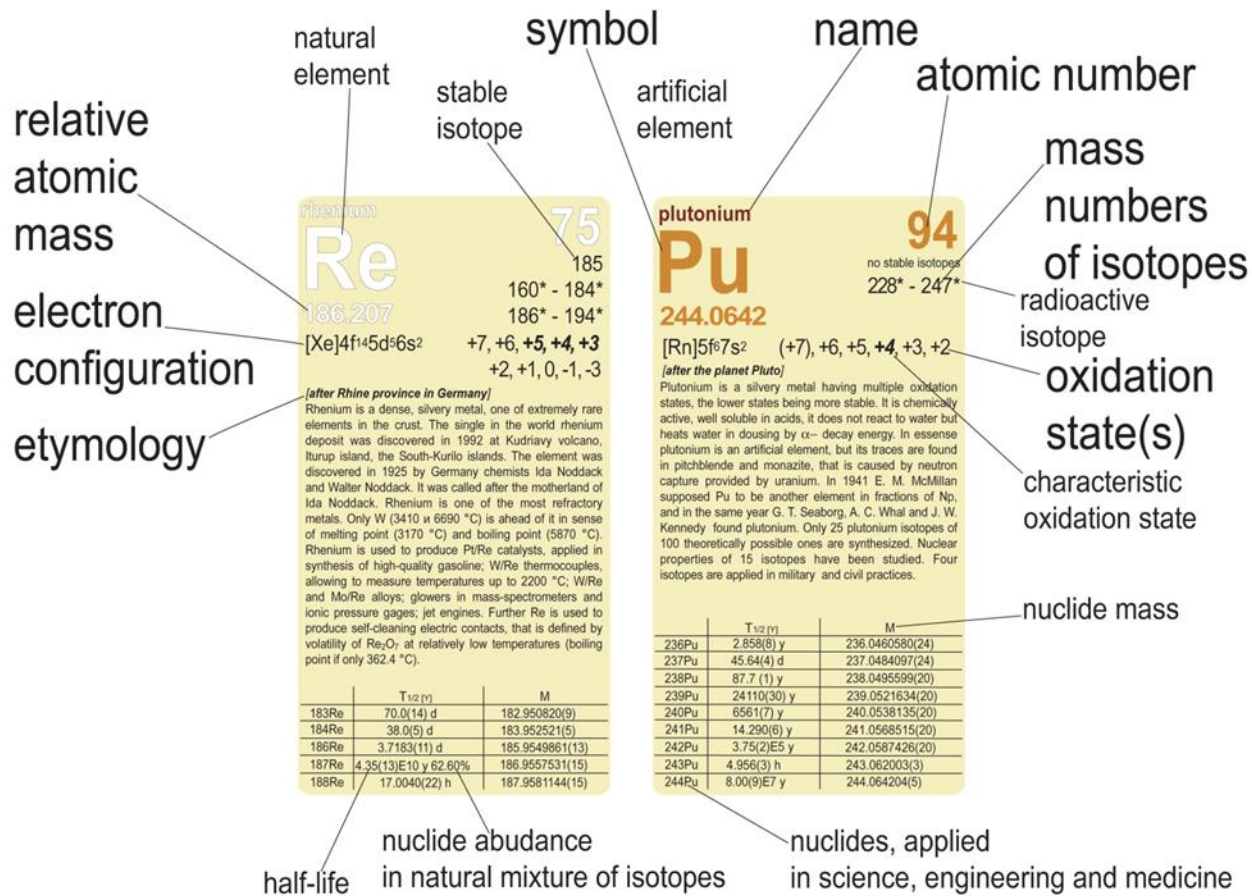 natural
element
symbol
name
stable
isotope
artificial
element
atomic number
relative
atomic
mass
mass
numbers
of isotopes
radioactive
isotope
electron
configuration
oxidation
state(s)
etymology
characteristic
oxidation state
rhenium
75
Re
185
160* - 184*
186.207
186* - 194*
[Xe]4f145d56s2 +7, +6, +5, +4, +3
+2, +1, 0, -1, -3
[after Rhine province in Germany]
Rhenium is a dense, silvery metal, one of extremely rare
elements in the crust. The single in the world rhenium
deposit was discovered in 1992 at Kudriavy volcano,
Iturup island, the South-Kurilo islands. The element was
discovered in 1925 by Germany chemists Ida Noddack
and Walter Noddack. It was called after the motherland of
Ida Noddack. Rhenium is one of the most refractory
metals. Only W (3410 и 6690 °C) is ahead of it in sense
of melting point (3170 °C) and boiling point (5870 °C).
Rhenium is used to produce Pt/Re catalysts, applied in
synthesis of high-quality gasoline; W/Re thermocouples,
allowing to measure temperatures up to 2200 °C; W/Re
and Mo/Re alloys; glowers in mass-spectrometers and
ionic pressure gages; jet engines. Further Re is used to
produce self-cleaning electric contacts, that is defined by
volatility of Re2O7 at relatively low temperatures (boiling
point if only 362.4 °C).
T1/2 [Y] M
183Re 70.0(14) d 182.950820(9)
184Re 38.0(5) d 183.952521(5)
186Re 3.7183(11) d 185.9549861(13)
187Re 4.35(13)E10 y 62.60% 186.9557531(15)
188Re 17.0040(22) h 187.9581144(15)
plutonium
94
Pu
no stable isotopes
228* - 247*
244.0642
[Rn]5f67s2 (+7), +6, +5, +4, +3, +2
[after the planet Pluto]
Plutonium is a silvery metal having multiple oxidation
states, the lower states being more stable. It is chemically
active, well soluble in acids, it does not react to water but
heats water in dousing by α– decay energy. In essense
plutonium is an artificial element, but its traces are found
in pitchblende and monazite, that is caused by neutron
capture provided by uranium. In 1941 E. M. McMillan
supposed Pu to be another element in fractions of Np,
and in the same year G. T. Seaborg, A. C. Whal and J. W.
Kennedy found plutonium. Only 25 plutonium isotopes of
100 theoretically possible ones are synthesized. Nuclear
properties of 15 isotopes have been studied. Four
isotopes are applied in military and civil practices.
nuclide mass
T1/2 [Y] M
236Pu 2.858(8) y 236.0460580(24)
237Pu 45.64(4) d 237.0484097(24)
238Pu 87.7 (1) y 238.0495599(20)
239Pu 24110(30) y 239.0521634(20)
240Pu 6561(7) y 240.0538135(20)
241Pu 14.290(6) y 241.0568515(20)
242Pu 3.75(2)E5 y 242.0587426(20)
243Pu 4.956(3) h 243.062003(3)
244Pu 8.00(9)E7 y 244.064204(5)
half-life
nuclide abudance
in natural mixture of isotopes
nuclides, applied
in science, engineering and medicine